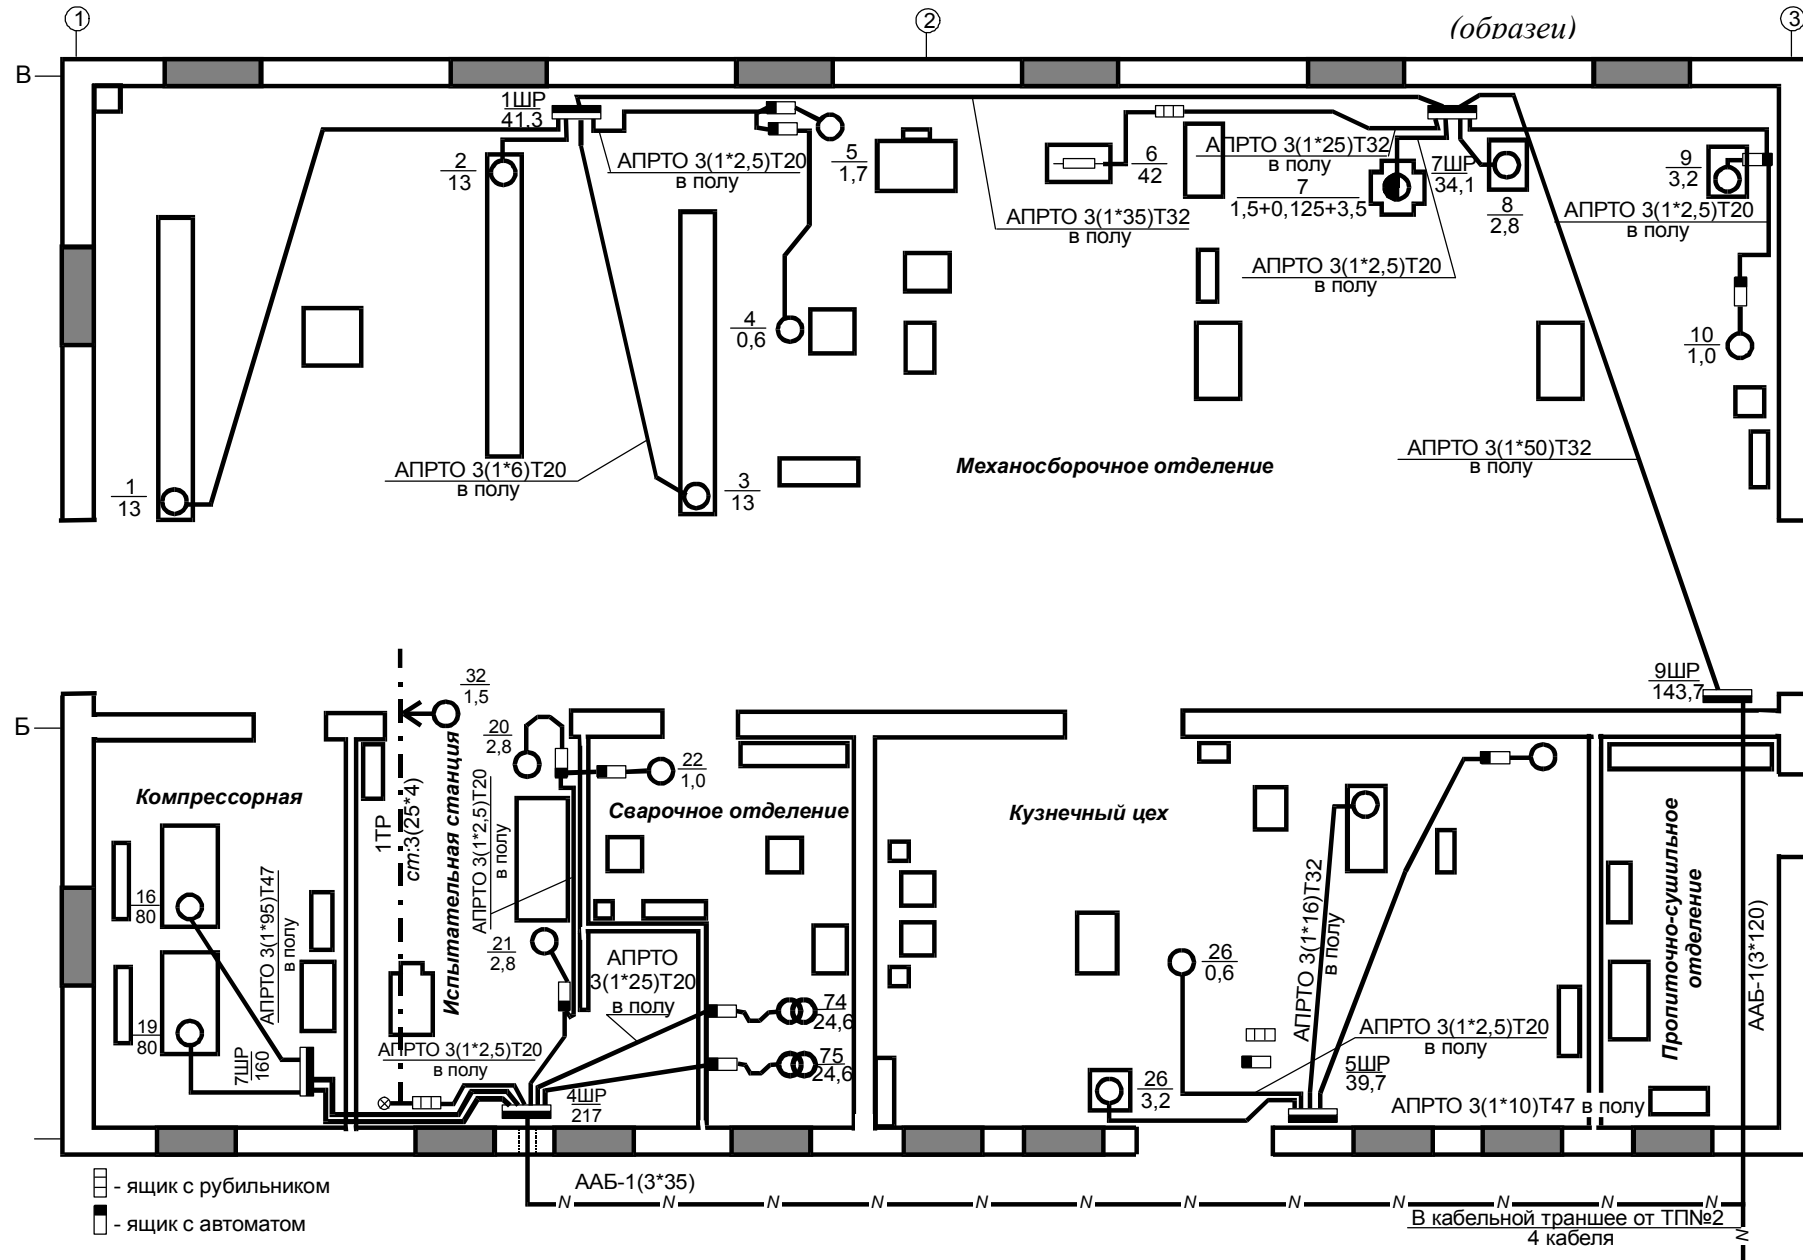 1
2
(образец)
3
В
1ШР
41,3
АПРТО 3(1*2,5)Т20
в полу
2
13
5
1,7
6
42
АПРТО 3(1*25)Т32
в полу
7
1,5+0,125+3,5
7ШР
34,1
8
2,8
9
3,2
АПРТО 3(1*2,5)Т20
в полу
АПРТО 3(1*35)Т32
в полу
АПРТО 3(1*2,5)Т20
в полу
4
0,6
10
1,0
АПРТО 3(1*6)Т20
в полу
Механосборочное отделение
АПРТО 3(1*50)Т32
в полу
1
13
3
13
9ШР
143,7
Б
32
1,5
20
2,8
22
1,0
Компрессорная
1ТР
ст:3(25*4)
Испытательная станция
АПРТО 3(1*2,5)Т20
в полу
Сварочное отделение
Кузнечный цех
Пропиточно-сушильное
отделение
16
80
АПРТО 3(1*95)Т47
в полу
19
80
7ШР
160
21
2,8
АПРТО
3(1*25)Т20
в полу
74
24,6
75
24,6
АПРТО 3(1*2,5)Т20
в полу
4ШР
217
26
0,6
26
3,2
АПРТО 3(1*16)Т32
в полу
АПРТО 3(1*2,5)Т20
в полу
5ШР
39,7
АПРТО 3(1*10)Т47 в полу
ААБ-1(3*120)
- ящик с рубильником
- ящик с автоматом
ААБ-1(3*35)
N N N N N N N N N N N N
В кабельной траншее от ТП№2
4 кабеля
N